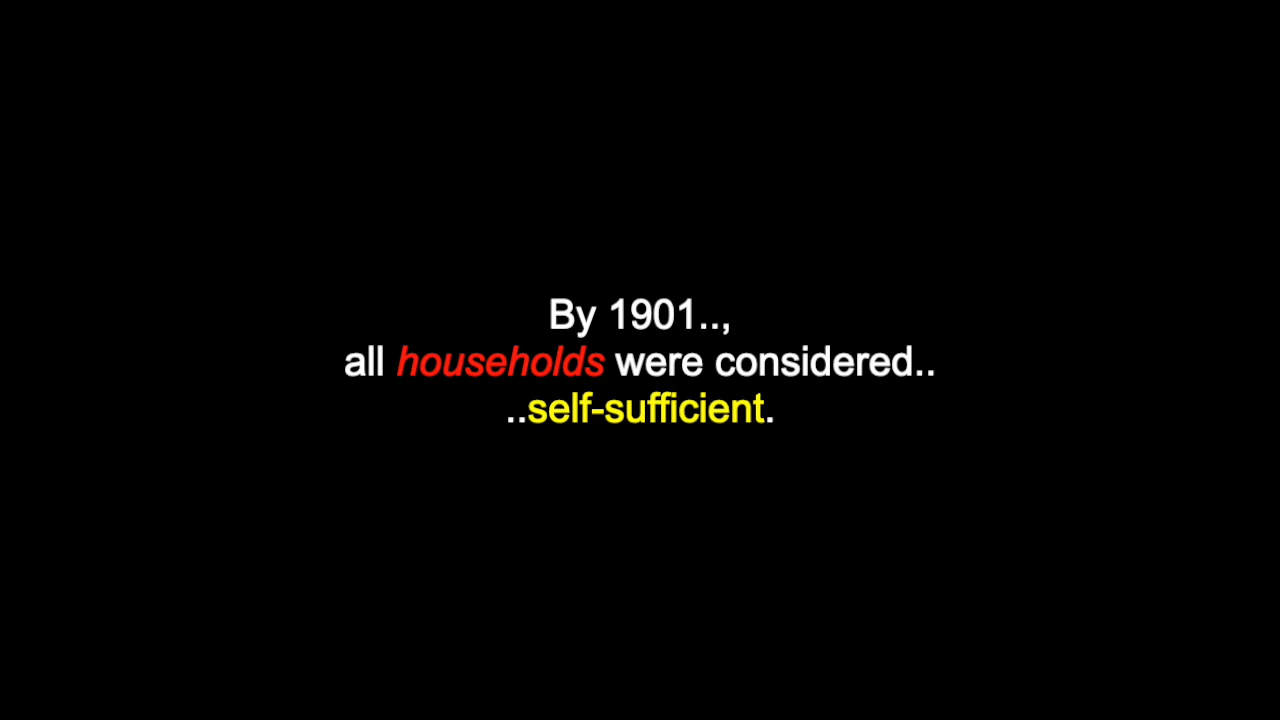 By 1901..,
all households were considered..
..self-sufficient.